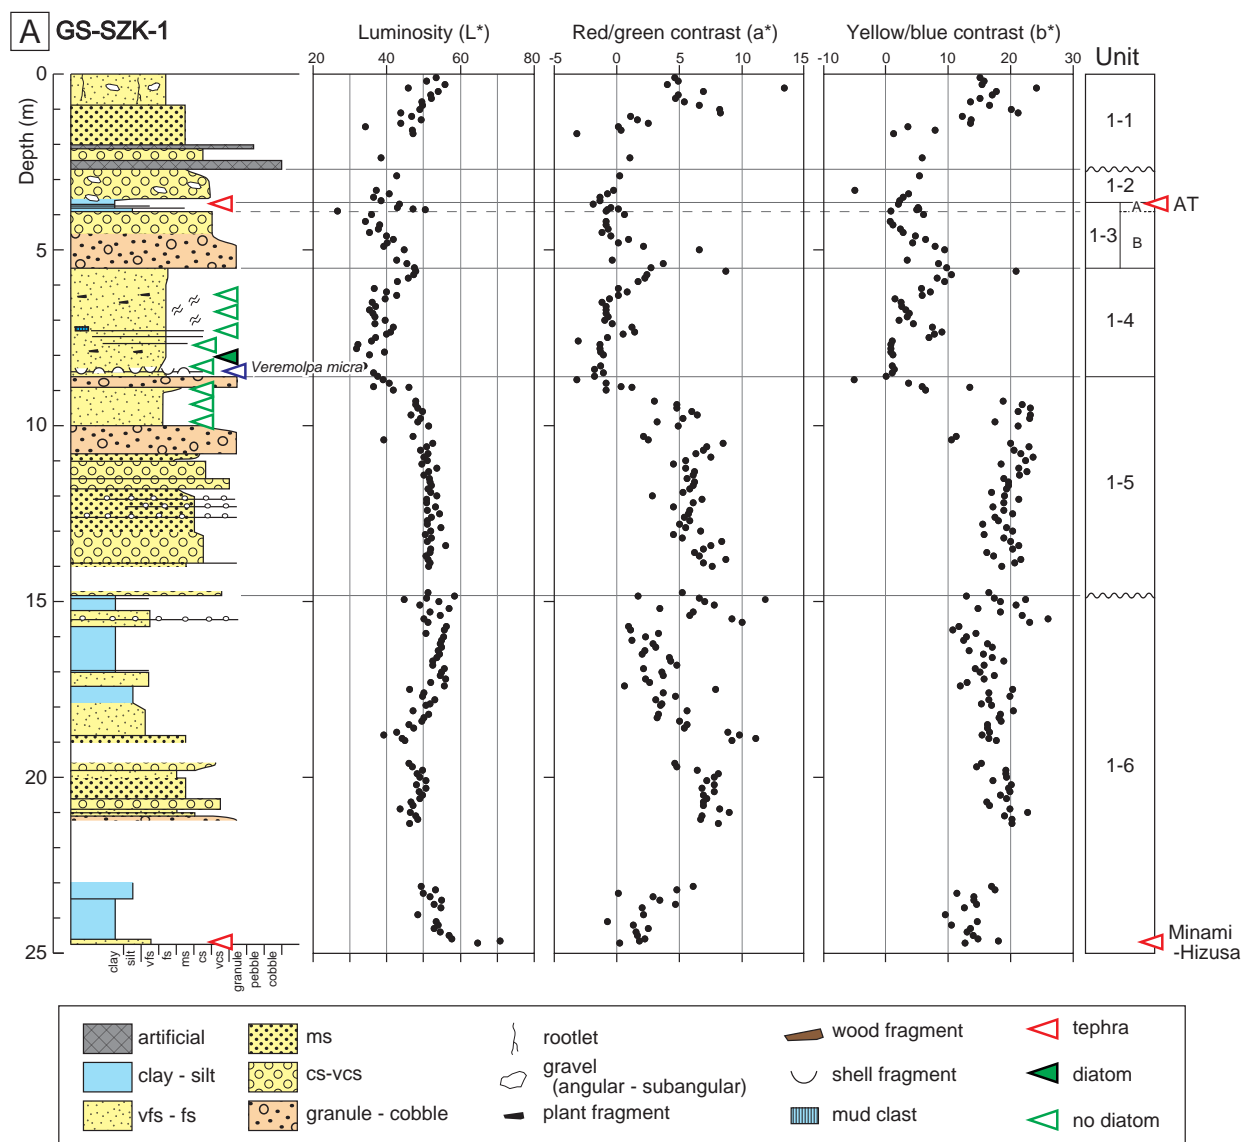 A GS-SZK-1
Luminosity (L*)
Red/green contrast (a*)
Yellow/blue contrast (b*)
Unit
20 40 60 80
-5 0 5 10 15
-10 0 10 20 30
Depth (m)
0
5
10
15
20
25
1-1
1-2
AT
A
1-3
B
1-4
Veremolpa micra
1-5
1-6
Minami
-Hizusa
clay
silt
vfs
fs
ms
cs
vcs
granule
pebble
cobble
artificial
ms
rootlet
wood fragment
tephra
clay - silt
cs-vcs
gravel
(angular - subangular)
shell fragment
diatom
vfs - fs
granule - cobble
plant fragment
mud clast
no diatom